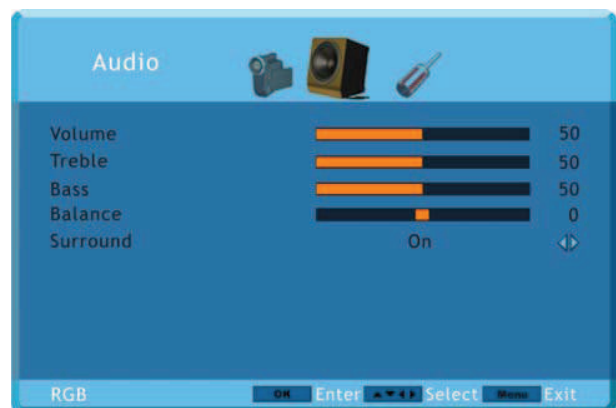 Audio
Volume 50
Treble 50
Bass 50
Balance 0
Surround On
RGB OK Enter Select Menu Exit